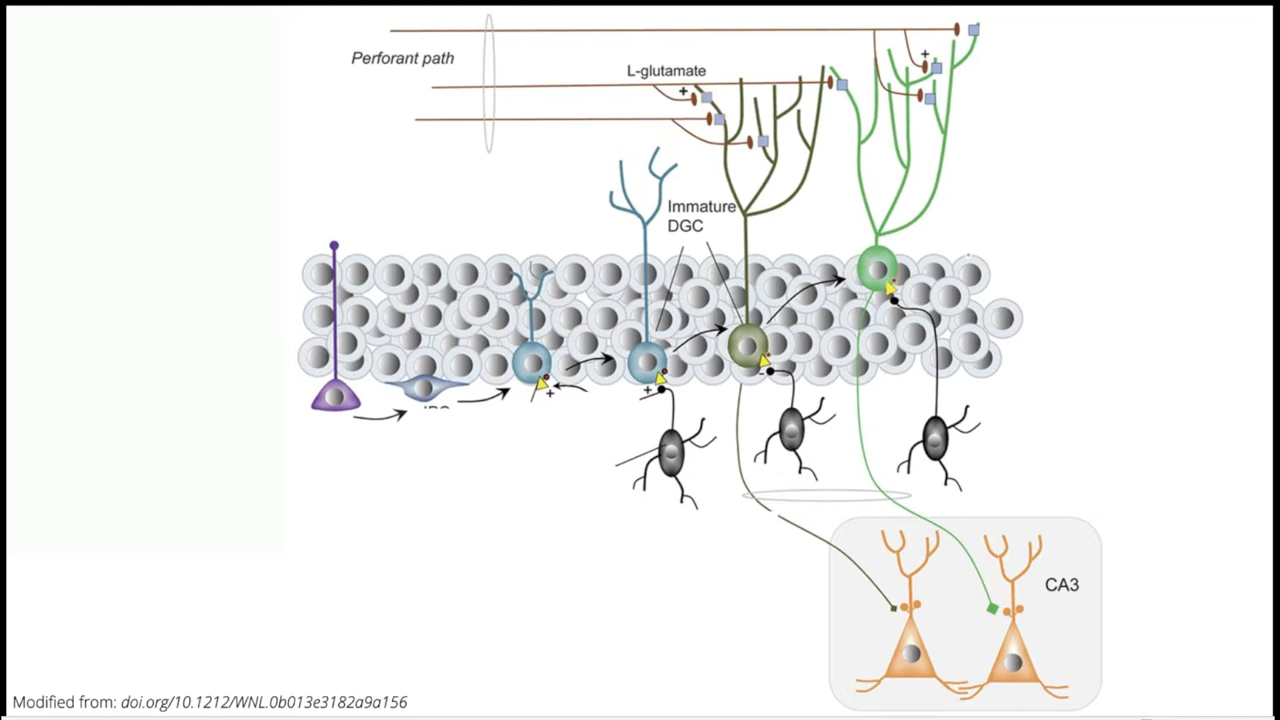 Perforant path
L-glutamate
+
+
Immature
DGC
+
+
-
CA3
Modified from: doi.org/10.1212/WNL.0b013e3182a9a156